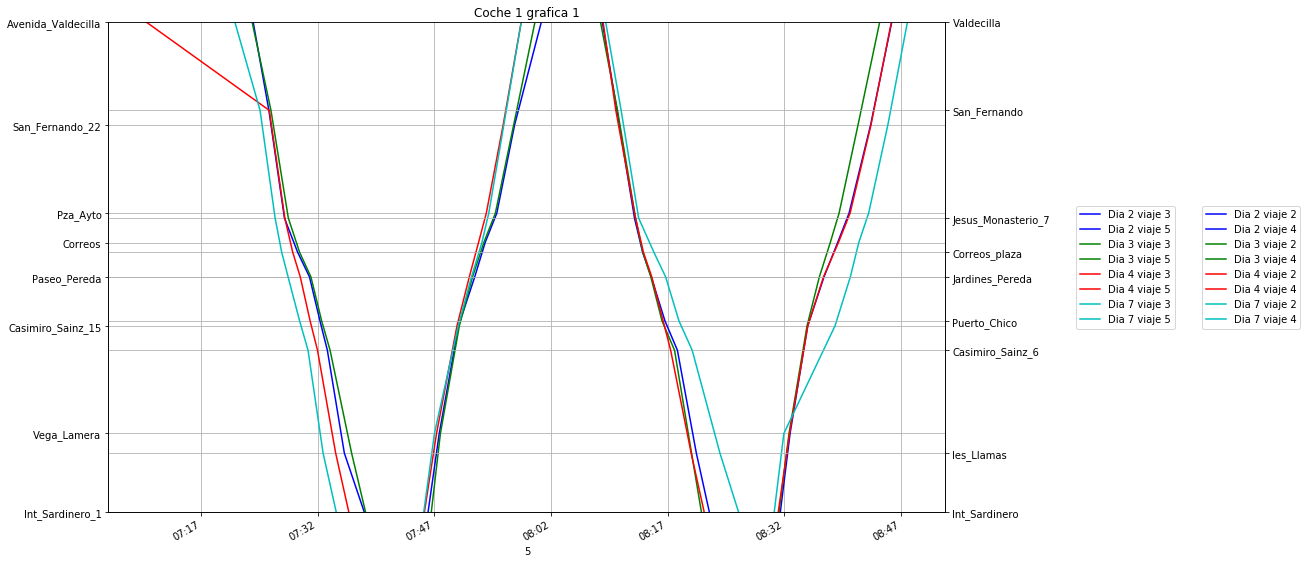 Coche 1 grafica 1
Avenida_Valdecilla
San_Fernando_22
Pza_Ayto
Correos
Paseo_Pereda
Casimiro_Sainz_15
Vega_Lamera
Int_Sardinero_1
Valdecilla
San_Fernando
Jesus_Monasterio_7
Correos_plaza
Jardines_Pereda
Puerto_Chico
Casimiro_Sainz_6
Ies_Llamas
Int_Sardinero
07:17
07:32
07:47
08:02
08:17
08:32
08:47
5
Dia 2 viaje 3
Dia 2 viaje 5
Dia 3 viaje 3
Dia 3 viaje 5
Dia 4 viaje 3
Dia 4 viaje 5
Dia 7 viaje 3
Dia 7 viaje 5
Dia 2 viaje 2
Dia 2 viaje 4
Dia 3 viaje 2
Dia 3 viaje 4
Dia 4 viaje 2
Dia 4 viaje 4
Dia 7 viaje 2
Dia 7 viaje 4